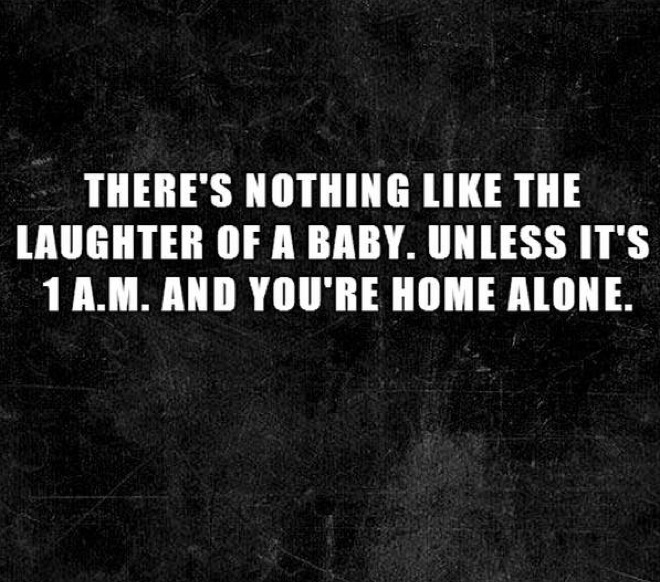 THERE'S NOTHING LIKE THE
LAUGHTER OF A BABY. UNLESS IT'S
1 A.M. AND YOU'RE HOME ALONE.